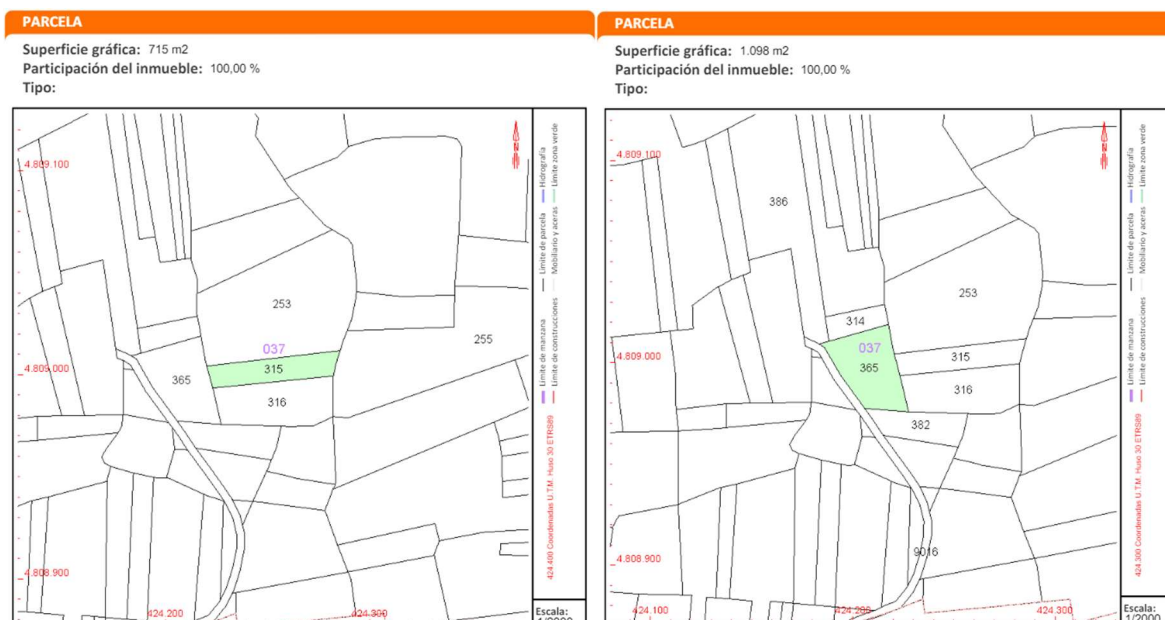 PARCELA
Superficie gráfica: 715 m2
Participación del inmueble: 100,00 %
Tipo:
4.809.100
253
255
037
4.809.000
315
365
316
4.808.900
424.200
424.300
Límite de manzana
Límite de parcela
Hidrografía
Límite de construcciones
Mobiliario y aceras
Límite zona verde
424.400 Coordenadas U.T.M. Huso 30 ETRS89
Escala:
1/2000
PARCELA
Superficie gráfica: 1.098 m2
Participación del inmueble: 100,00 %
Tipo:
4.809.100
386
253
314
037
4.809.000
315
365
316
382
9016
4.808.900
424.100
424.200
424.300
Límite de manzana
Límite de parcela
Hidrografía
Límite de construcciones
Mobiliario y aceras
Límite zona verde
424.300 Coordenadas U.T.M. Huso 30 ETRS89
Escala:
1/2000